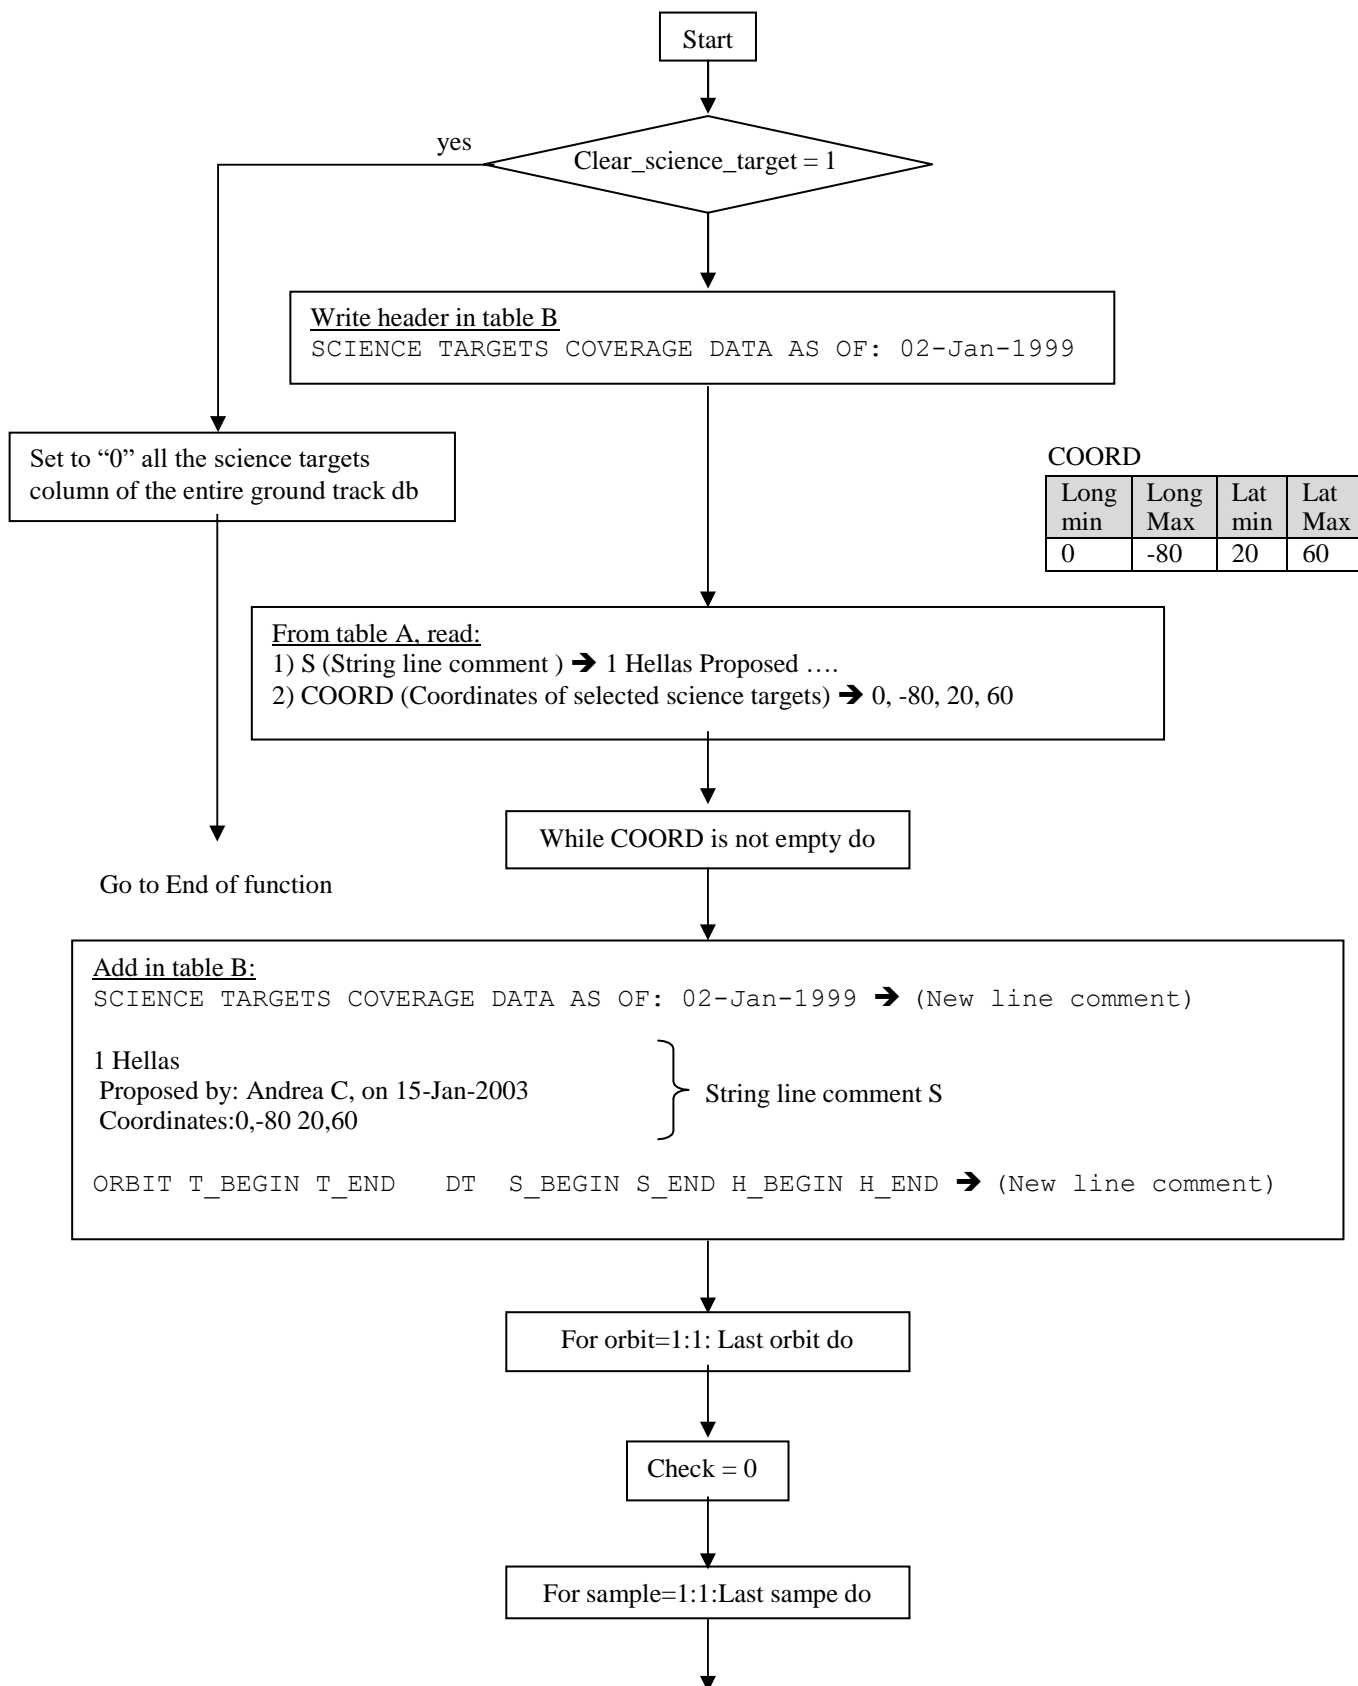 Start
yes
Clear_science_target = 1
Write header in table B
SCIENCE TARGETS COVERAGE DATA AS OF: 02-Jan-1999
Set to “0” all the science targets
column of the entire ground track db
COORD
Long min | Long Max | Lat min | Lat Max
0 | -80 | 20 | 60
From table A, read:
1) S (String line comment ) ➔ 1 Hellas Proposed ….
2) COORD (Coordinates of selected science targets) ➔ 0, -80, 20, 60
While COORD is not empty do
Go to End of function
Add in table B:
SCIENCE TARGETS COVERAGE DATA AS OF: 02-Jan-1999 ➔ (New line comment)
1 Hellas
Proposed by: Andrea C, on 15-Jan-2003
Coordinates:0,-80 20,60
String line comment S
ORBIT T_BEGIN T_END DT S_BEGIN S_END H_BEGIN H_END ➔ (New line comment)
For orbit=1:1: Last orbit do
Check = 0
For sample=1:1:Last sampe do